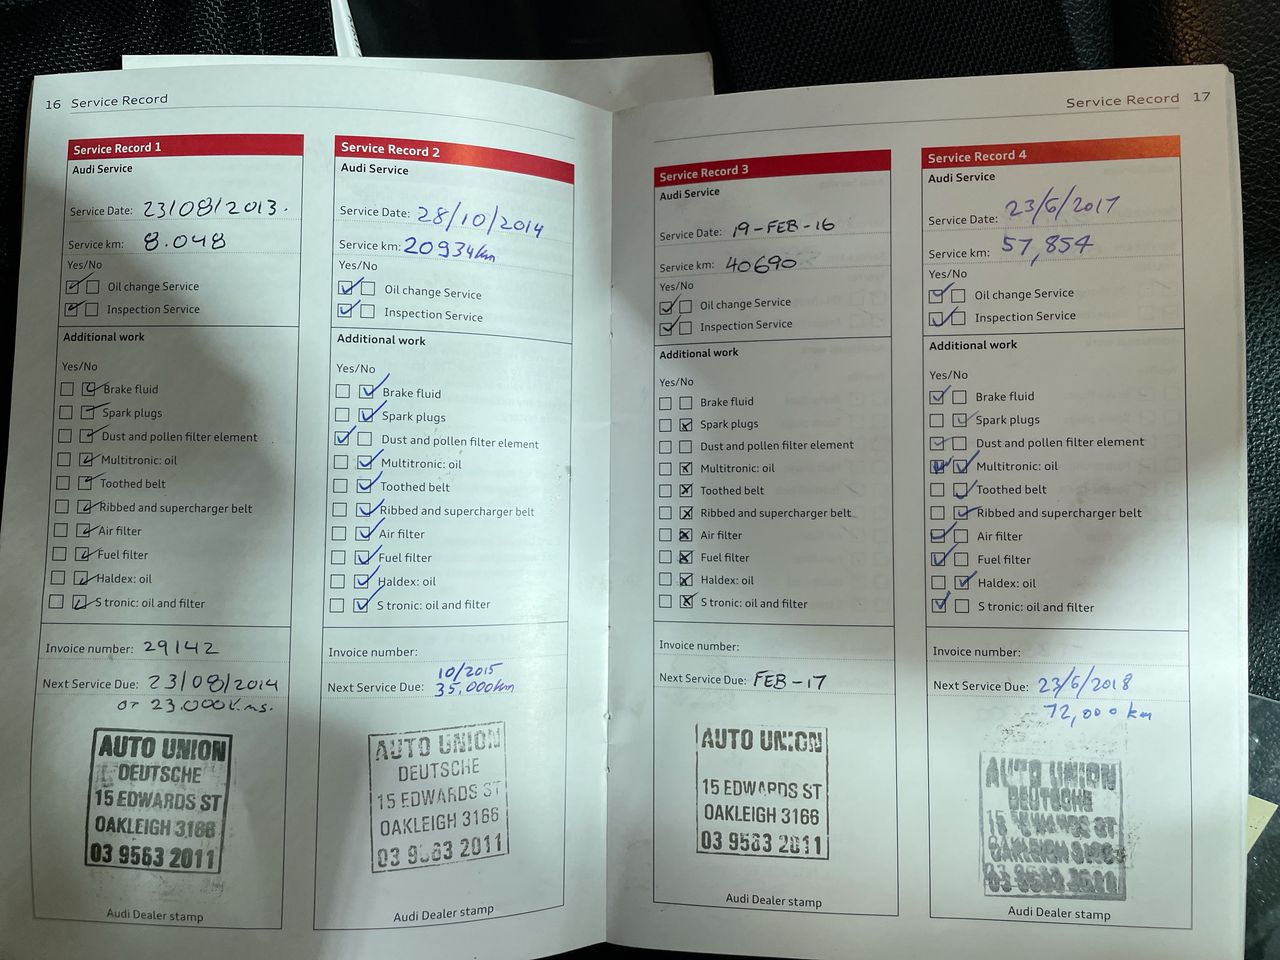 16 Service Record
Service Record 1
Audi Service
Service Date: 23/08/2013.
Service km: 8.048
Yes/No
Oil change Service
Inspection Service
Additional work
Yes/No
Brake fluid
Spark plugs
Dust and pollen filter element
Multitronic: oil
Toothed belt
Ribbed and supercharger belt
Air filter
Fuel filter
Haldex: oil
S tronic: oil and filter
Invoice number: 29142
Next Service Due: 23/08/2014
or 23.000 K.ms.
AUTO UNION
DEUTSCHE
15 EDWARDS ST
OAKLEIGH 3166
03 9563 2011
Audi Dealer stamp
Service Record 2
Audi Service
Service Date: 28/10/2014
Service km: 20934km
Yes/No
Oil change Service
Inspection Service
Additional work
Yes/No
Brake fluid
Spark plugs
Dust and pollen filter element
Multitronic: oil
Toothed belt
Ribbed and supercharger belt
Air filter
Fuel filter
Haldex: oil
S tronic: oil and filter
Invoice number:
10/2015
Next Service Due: 35,000km
AUTO UNION
DEUTSCHE
15 EDWARDS ST
OAKLEIGH 3166
03 9563 2011
Audi Dealer stamp
Service Record 17
Service Record 3
Audi Service
Service Date: 19-FEB-16
Service km: 40690
Yes/No
Oil change Service
Inspection Service
Additional work
Yes/No
Brake fluid
Spark plugs
Dust and pollen filter element
Multitronic: oil
Toothed belt
Ribbed and supercharger belt
Air filter
Fuel filter
Haldex: oil
S tronic: oil and filter
Invoice number:
Next Service Due: FEB-17
AUTO UNION
15 EDWARDS ST
OAKLEIGH 3166
03 9563 2011
Audi Dealer stamp
Service Record 4
Audi Service
Service Date: 23/6/2017
Service km: 57,854
Yes/No
Oil change Service
Inspection Service
Additional work
Yes/No
Brake fluid
Spark plugs
Dust and pollen filter element
Multitronic: oil
Toothed belt
Ribbed and supercharger belt
Air filter
Fuel filter
Haldex: oil
S tronic: oil and filter
Invoice number:
Next Service Due: 23/6/2018
72,000 km
AUTO UNION
DEUTSCHE
15 EDWARDS ST
OAKLEIGH 3166
03 9563 2011
Audi Dealer stamp